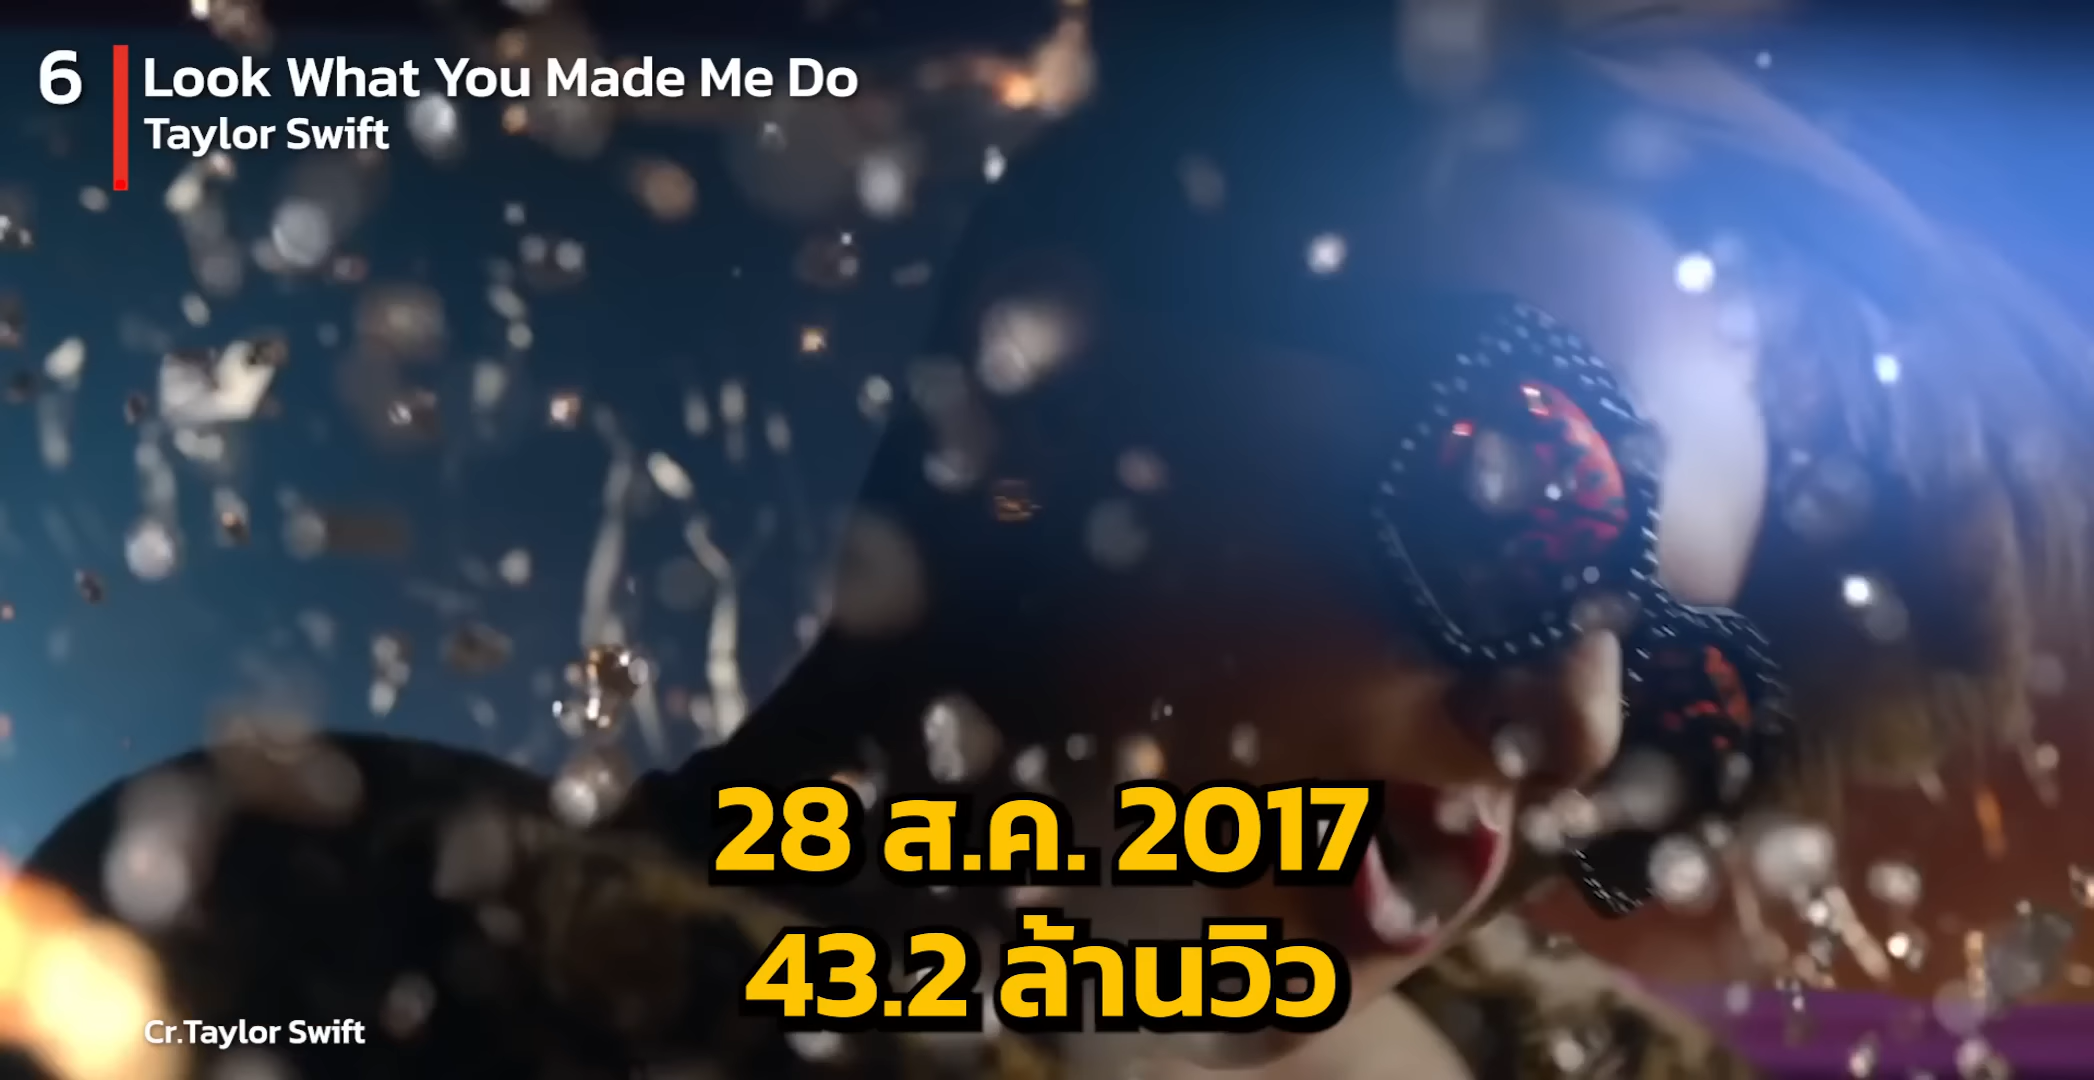 6
Look What You Made Me Do
Taylor Swift
28 ส.ค. 2017
43.2 ล้านวิว
Cr.Taylor Swift